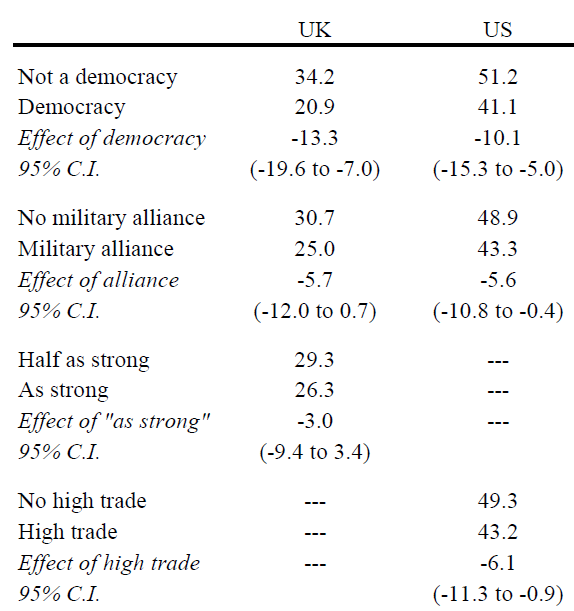 UK US
Not a democracy 34.2 51.2
Democracy 20.9 41.1
Effect of democracy -13.3 -10.1
95% C.I. (-19.6 to -7.0) (-15.3 to -5.0)
No military alliance 30.7 48.9
Military alliance 25.0 43.3
Effect of alliance -5.7 -5.6
95% C.I. (-12.0 to 0.7) (-10.8 to -0.4)
Half as strong 29.3 ---
As strong 26.3 ---
Effect of "as strong" -3.0 ---
95% C.I. (-9.4 to 3.4)
No high trade --- 49.3
High trade --- 43.2
Effect of high trade --- -6.1
95% C.I. (-11.3 to -0.9)